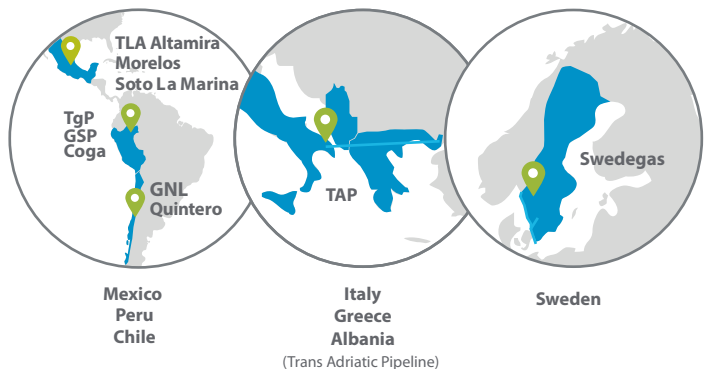 TLA Altamira
Morelos
Soto La Marina
TgP
GSP
Coga
GNL
Quintero
TAP
Swedegas
Mexico
Peru
Chile
Italy
Greece
Albania
(Trans Adriatic Pipeline)
Sweden